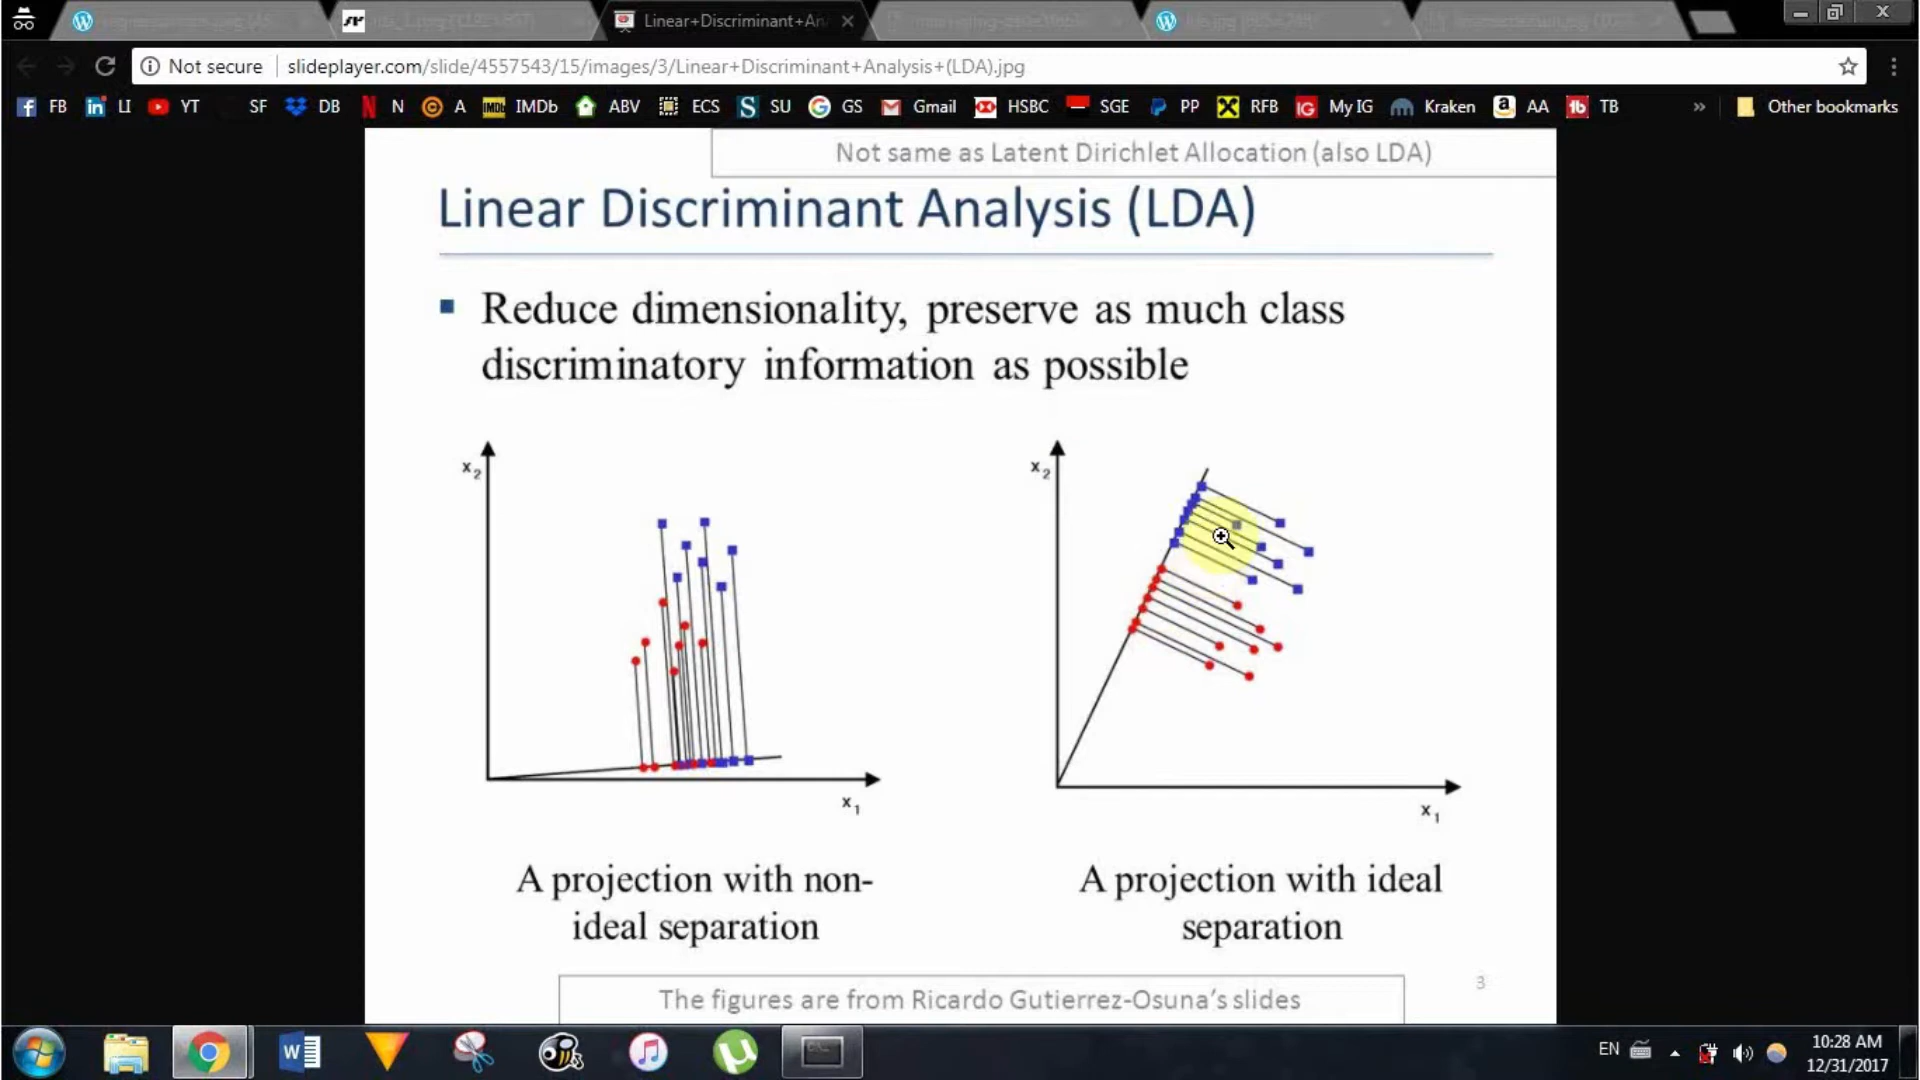 Linear+Discriminant+An
Not secure slideplayer.com/slide/4557543/15/images/3/Linear+Discriminant+Analysis+(LDA).jpg
FB LI YT SF DB N A IMDb ABV ECS SU GS Gmail HSBC SGE PP RFB My IG Kraken AA TB » Other bookmarks
Not same as Latent Dirichlet Allocation (also LDA)
Linear Discriminant Analysis (LDA)
Reduce dimensionality, preserve as much class
discriminatory information as possible
x2
x1
x2
x1
A projection with non-
ideal separation
A projection with ideal
separation
3
The figures are from Ricardo Gutierrez-Osuna's slides
EN
10:28 AM
12/31/2017